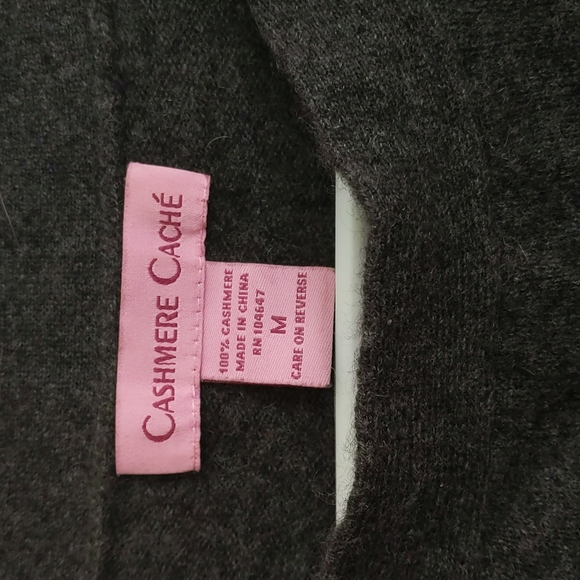 CASHMERE CACHÉ
100% CASHMERE
MADE IN CHINA
RN 104647
M
CARE ON REVERSE